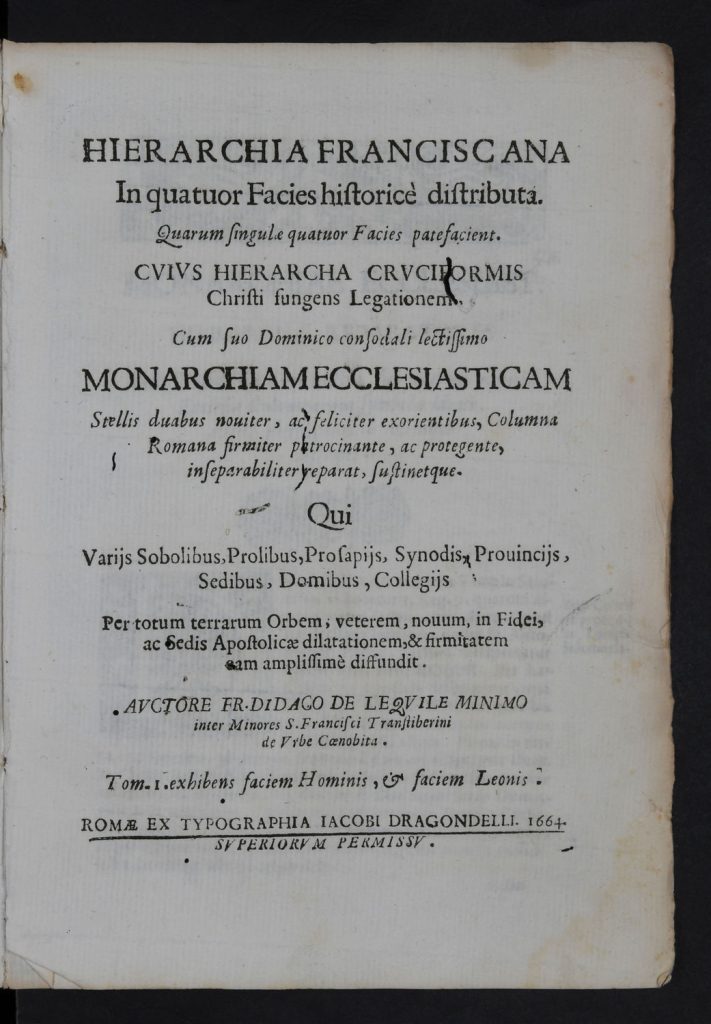 HIERARCHIA FRANCISCANA
In quatuor Facies historicè distributa.
Quarum singulæ quatuor Facies patefacient.
CVIVS HIERARCHA CRVCIFORMIS
Christi fungens Legationem,
Cum suo Dominico consodali lectissimo
MONARCHIAM ECCLESIASTICAM
Stellis duabus nouiter, ac feliciter exorientibus, Columna
Romana firmiter patrocinante, ac protegente,
inseparabiliter reparat, sustinetque.
Qui
Varijs Sobolibus, Prolibus, Prosapijs, Synodis, Prouincijs,
Sedibus, Domibus, Collegijs
Per totum terrarum Orbem, veterem, nouum, in Fidei,
ac Sedis Apostolicæ dilatationem, & firmitatem
eam amplissimè diffundit.
AVCTORE FR. DIDACO DE LEQVILE MINIMO
inter Minores S. Francisci Transtiberini
de Vrbe Cœnobita.
Tom. 1. exhibens faciem Hominis, & faciem Leonis.
ROMÆ EX TYPOGRAPHIA IACOBI DRAGONDELLI. 1664.
SVPERIORVM PERMISSV.